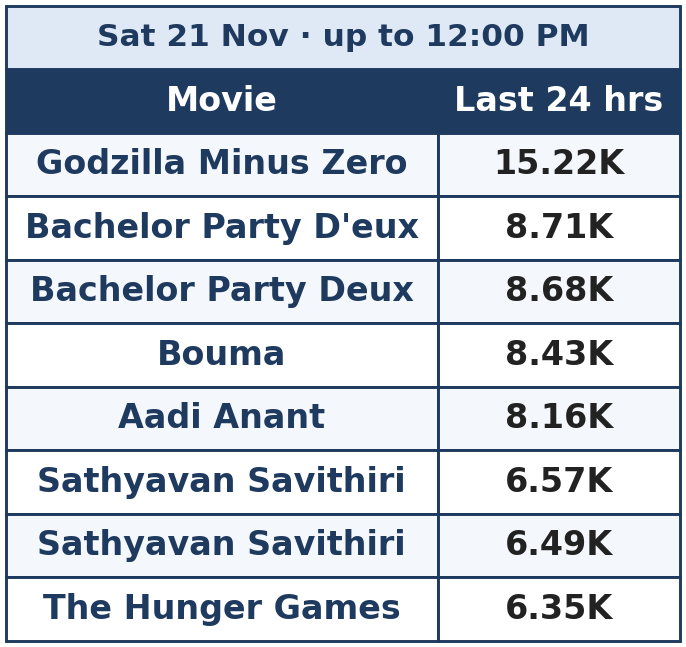 Sat 21 Nov · up to 12:00 PM
Movie Last 24 hrs
Godzilla Minus Zero 15.22K
Bachelor Party D'eux 8.71K
Bachelor Party Deux 8.68K
Bouma 8.43K
Aadi Anant 8.16K
Sathyavan Savithiri 6.57K
Sathyavan Savithiri 6.49K
The Hunger Games 6.35K